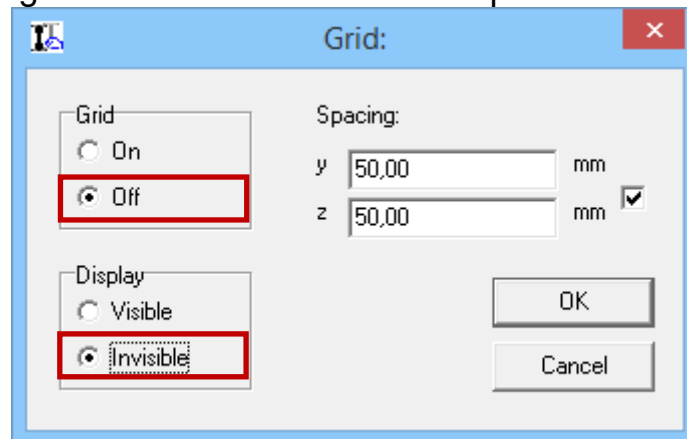 Grid:
Grid
On
Off
Spacing:
y 50,00 mm
z 50,00 mm
Display
Visible
Invisible
OK
Cancel